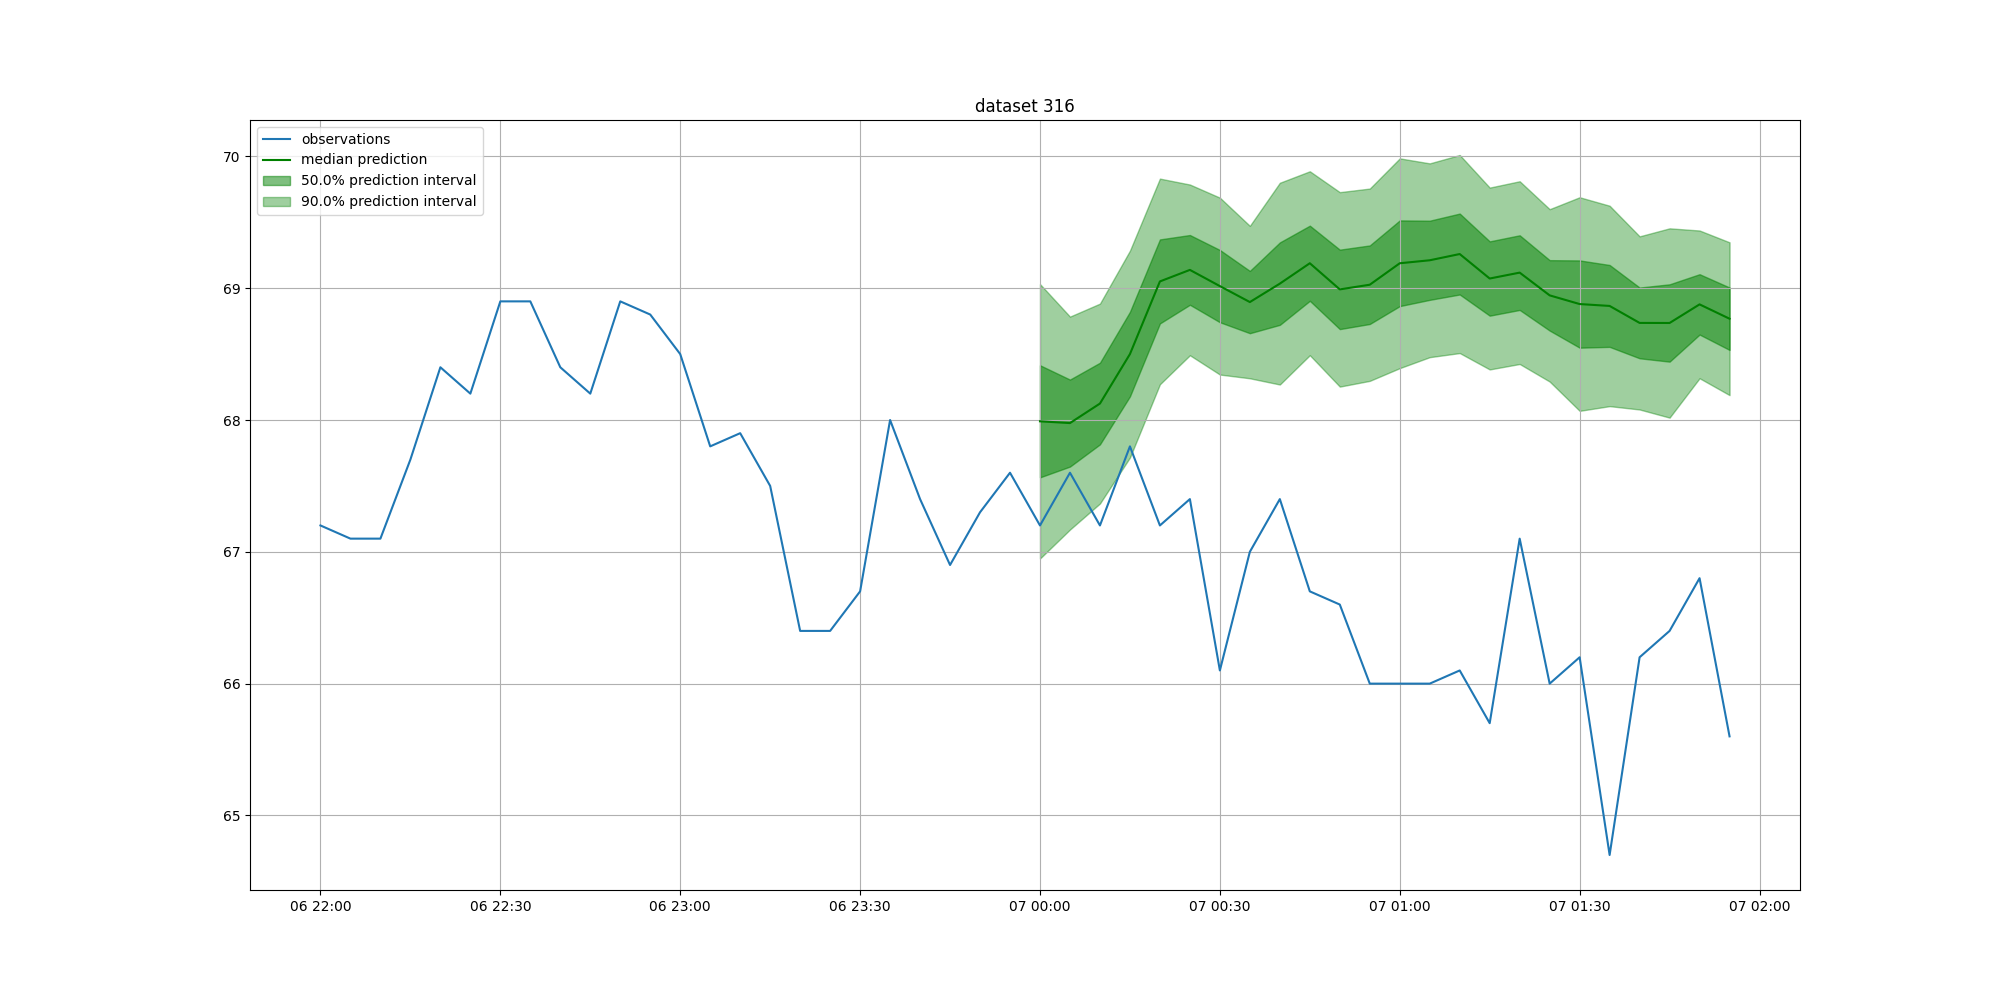 dataset 316
observations
median prediction
50.0% prediction interval
90.0% prediction interval
70
69
68
67
66
65
06 22:00 06 22:30 06 23:00 06 23:30 07 00:00 07 00:30 07 01:00 07 01:30 07 02:00